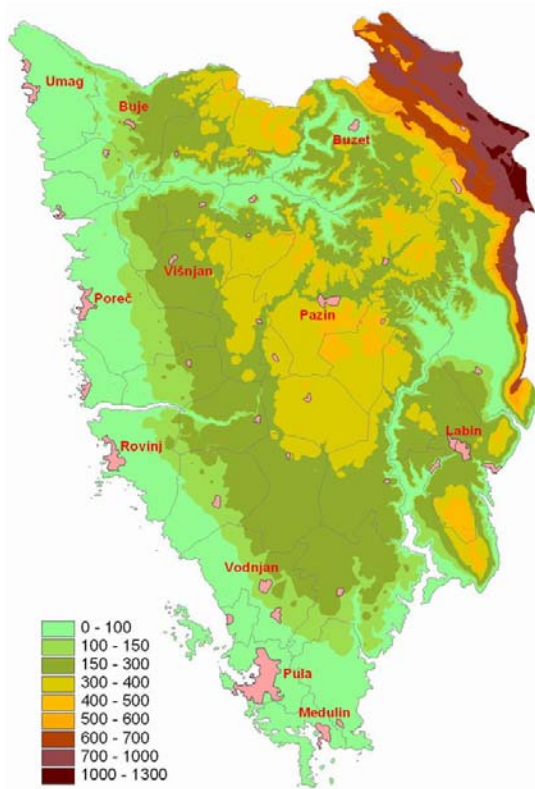 Umag
Buje
Buzet
Višnjan
Poreč
Pazin
Labin
Rovinj
Vodnjan
Pula
Medulin
0 - 100
100 - 150
150 - 300
300 - 400
400 - 500
500 - 600
600 - 700
700 - 1000
1000 - 1300